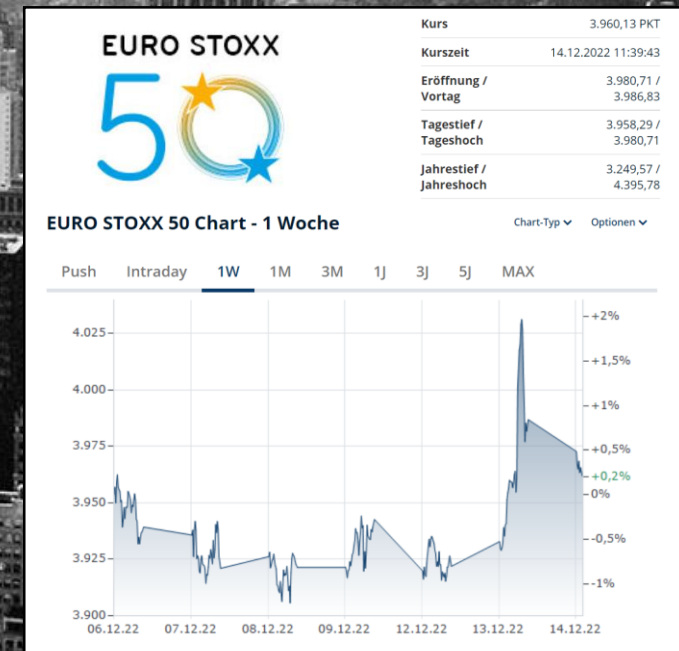 EURO STOXX
50
Kurs 3.960,13 PKT
Kurszeit 14.12.2022 11:39:43
Eröffnung / 3.980,71 /
Vortag 3.986,83
Tagestief / 3.958,29 /
Tageshoch 3.980,71
Jahrestief / 3.249,57 /
Jahreshoch 4.395,78
EURO STOXX 50 Chart - 1 Woche
Chart-Typ Optionen
Push Intraday 1W 1M 3M 1J 3J 5J MAX
+2%
4.025
+1,5%
4.000
+1%
3.975
+0,5%
+0,2%
3.950
0%
-0,5%
3.925
-1%
3.900
06.12.22 07.12.22 08.12.22 09.12.22 12.12.22 13.12.22 14.12.22